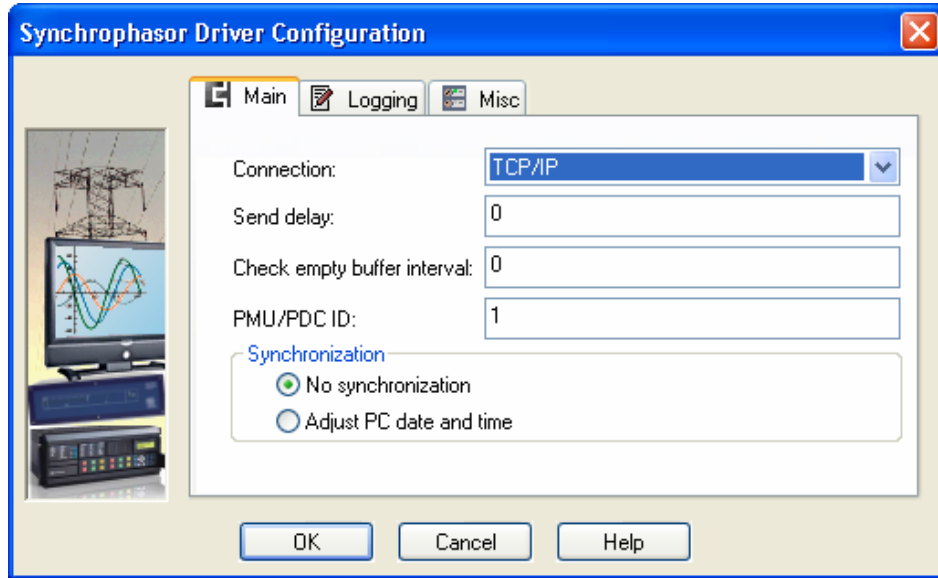 Synchrophasor Driver Configuration
Main Logging Misc
Connection: TCP/IP
Send delay: 0
Check empty buffer interval: 0
PMU/PDC ID: 1
Synchronization
No synchronization
Adjust PC date and time
OK Cancel Help